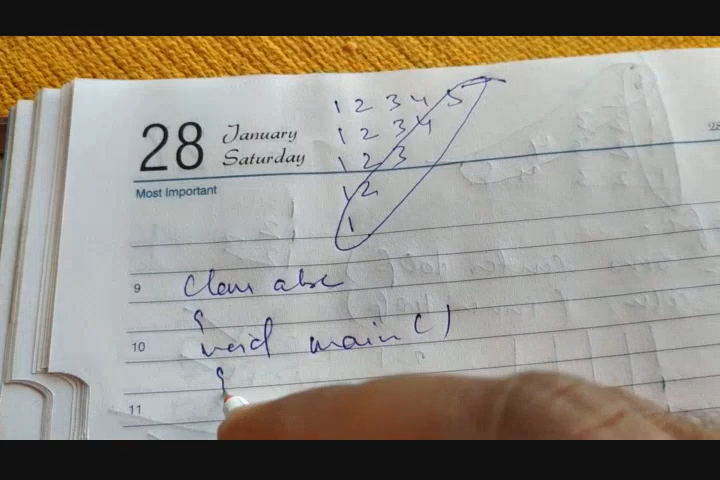 28 January
Saturday
Most Important
1 2 3 4 5
1 2 3 4
1 2 3
1 2
1
28
9 Class abc
{
10 void main ( )
{
11